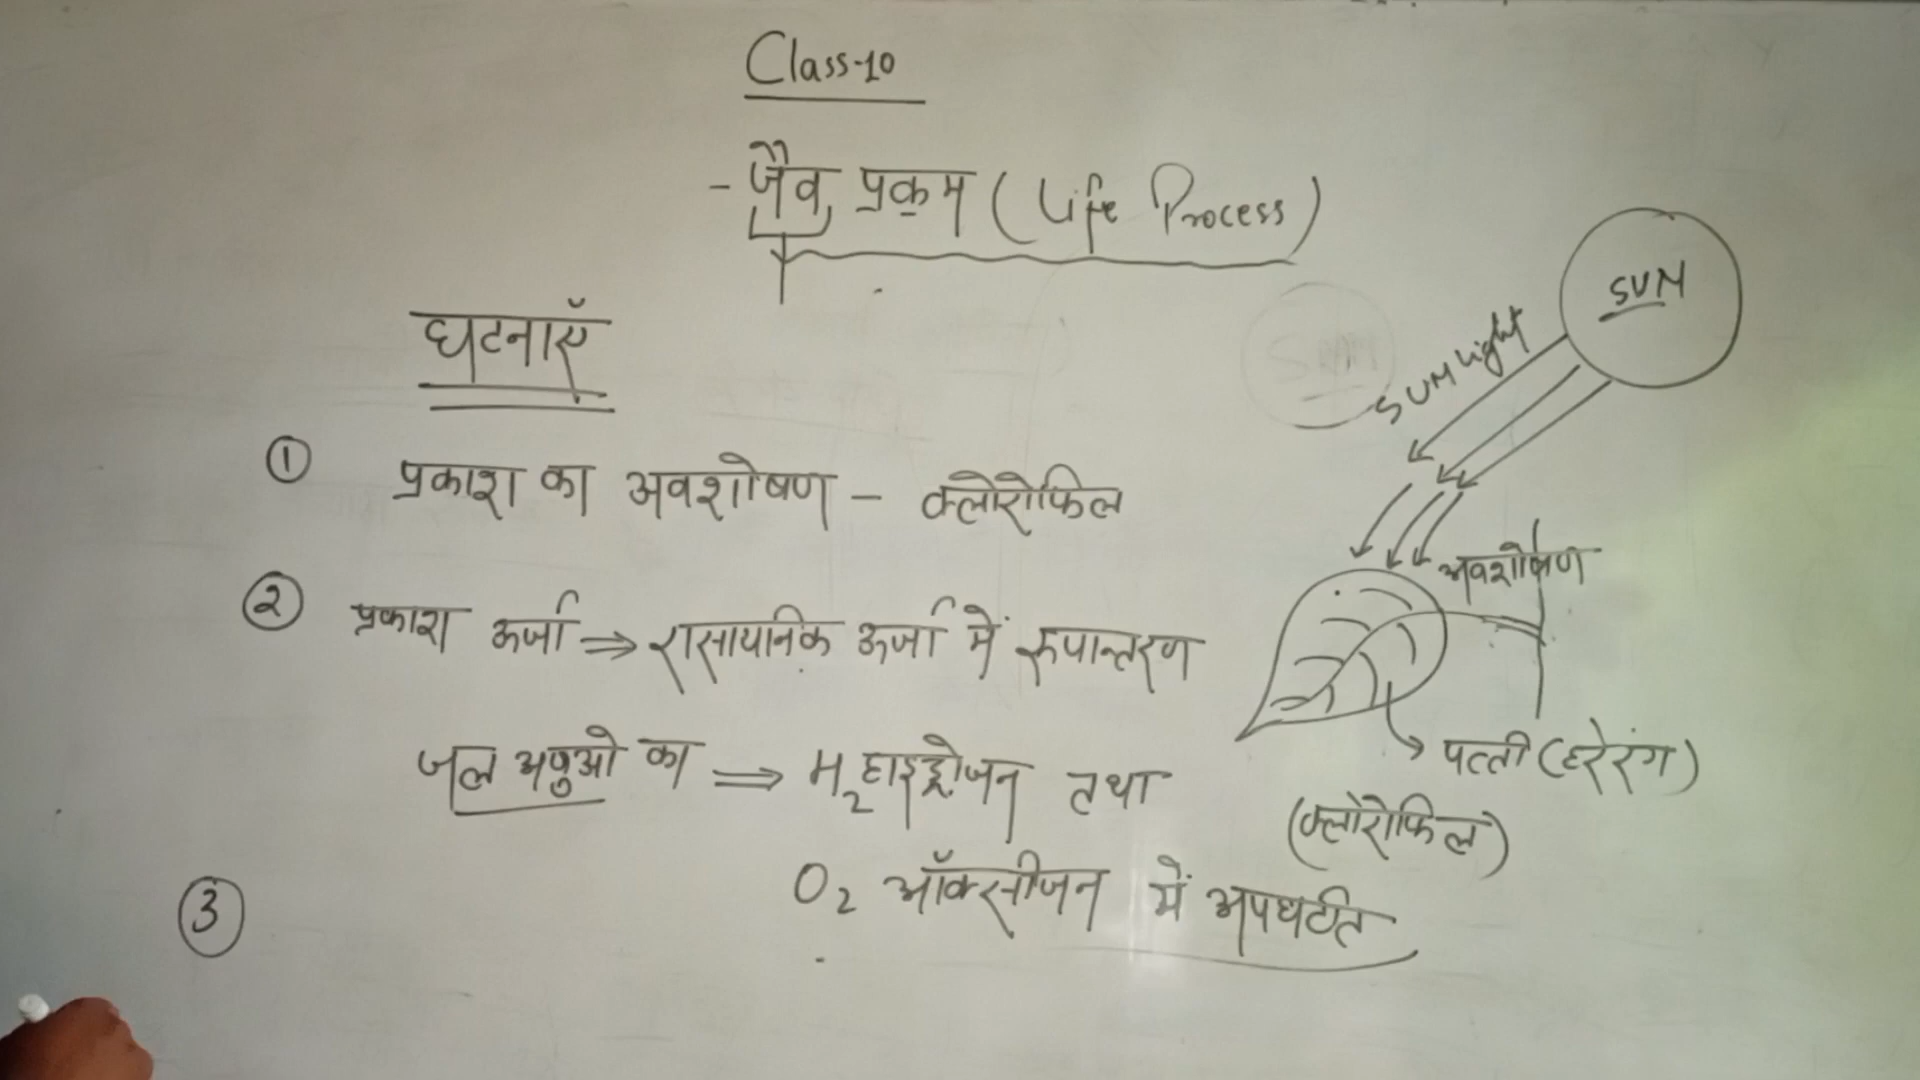 Class-10
- जैव प्रक्रम (Life Process)
घटनाएँ
① प्रकाश का अवशोषण - क्लोरोफिल
② प्रकाश ऊर्जा ⇒ रासायनिक ऊर्जा में रुपान्तरण
जल अणुओ का ⇒ H₂ हाइड्रोजन तथा
O₂ ऑक्सीजन में अपघटीत
③
SUN
SUN light
अवशोषण
पत्ती (हरे रंग)
(क्लोरोफिल)